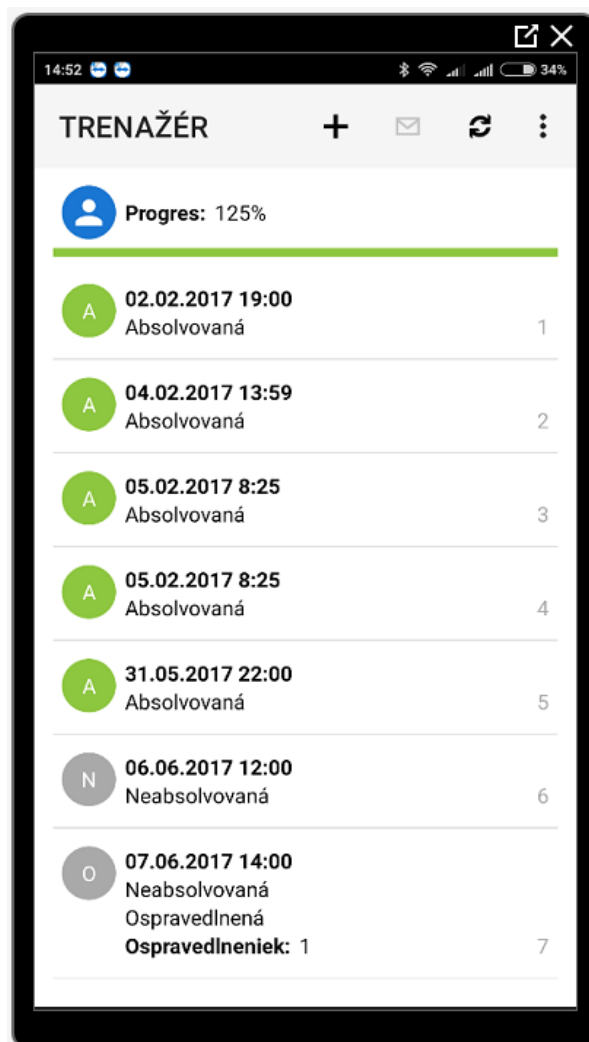 14:52 34%
TRENAŽÉR
Progres: 125%
A 02.02.2017 19:00
Absolvovaná
1
A 04.02.2017 13:59
Absolvovaná
2
A 05.02.2017 8:25
Absolvovaná
3
A 05.02.2017 8:25
Absolvovaná
4
A 31.05.2017 22:00
Absolvovaná
5
N 06.06.2017 12:00
Neabsolvovaná
6
O 07.06.2017 14:00
Neabsolvovaná
Ospravedlnená
Ospravedlneniek: 1
7